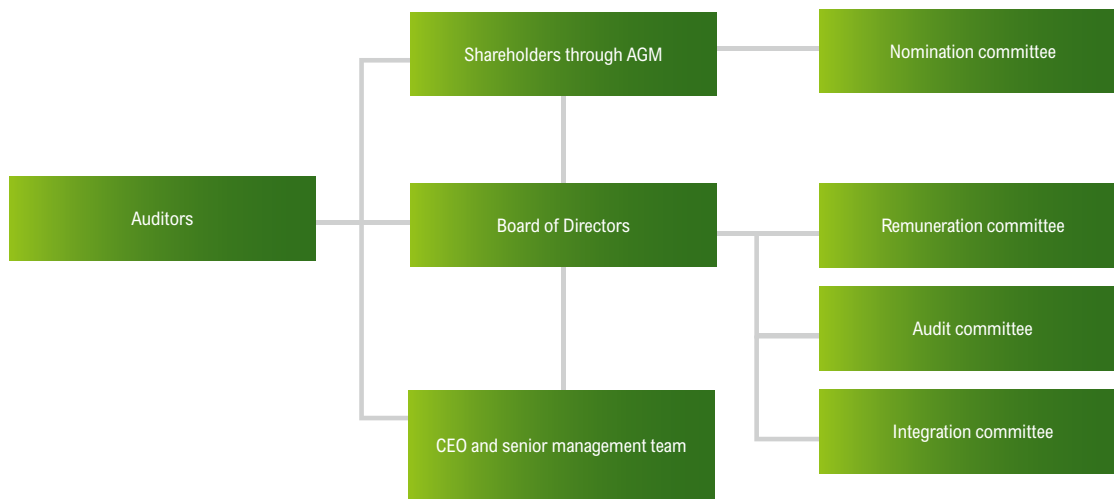 Shareholders through AGM
Nomination committee
Auditors
Board of Directors
Remuneration committee
Audit committee
CEO and senior management team
Integration committee